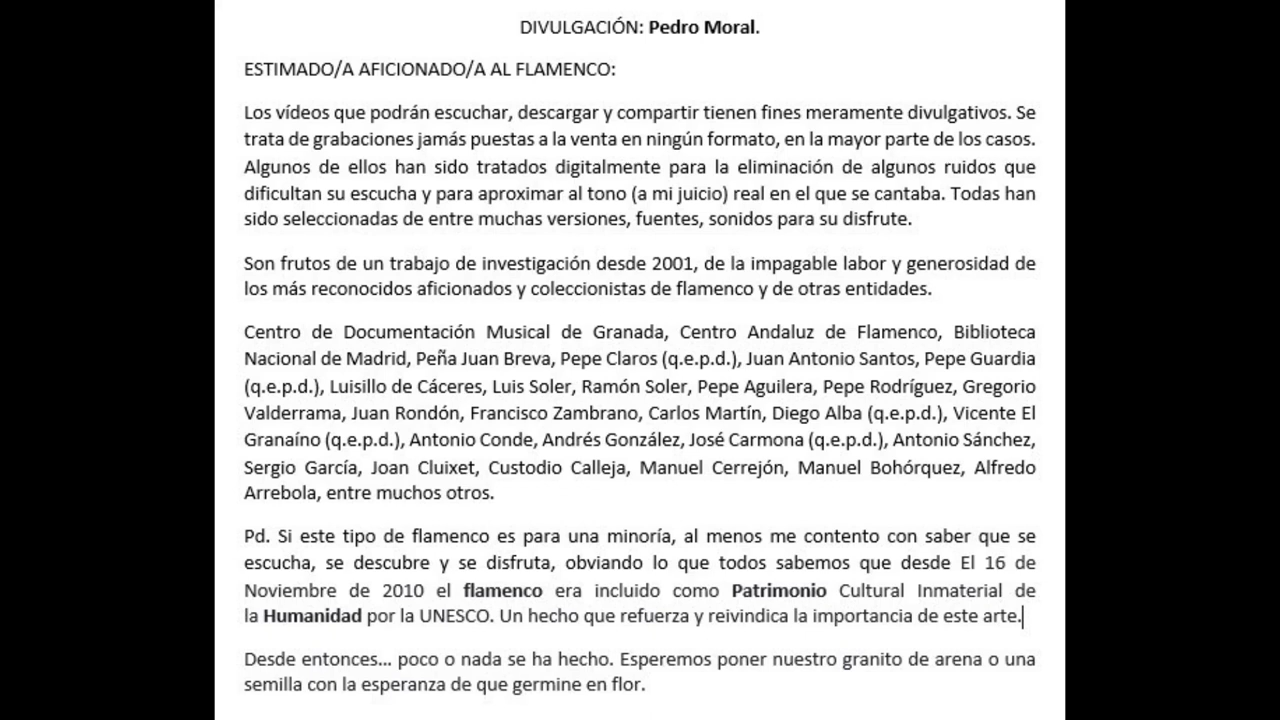 DIVULGACIÓN: Pedro Moral.
ESTIMADO/A AFICIONADO/A AL FLAMENCO:
Los vídeos que podrán escuchar, descargar y compartir tienen fines meramente divulgativos. Se
trata de grabaciones jamás puestas a la venta en ningún formato, en la mayor parte de los casos.
Algunos de ellos han sido tratados digitalmente para la eliminación de algunos ruidos que
dificultan su escucha y para aproximar al tono (a mi juicio) real en el que se cantaba. Todas han
sido seleccionadas de entre muchas versiones, fuentes, sonidos para su disfrute.
Son frutos de un trabajo de investigación desde 2001, de la impagable labor y generosidad de
los más reconocidos aficionados y coleccionistas de flamenco y de otras entidades.
Centro de Documentación Musical de Granada, Centro Andaluz de Flamenco, Biblioteca
Nacional de Madrid, Peña Juan Breva, Pepe Claros (q.e.p.d.), Juan Antonio Santos, Pepe Guardia
(q.e.p.d.), Luisillo de Cáceres, Luis Soler, Ramón Soler, Pepe Aguilera, Pepe Rodríguez, Gregorio
Valderrama, Juan Rondón, Francisco Zambrano, Carlos Martín, Diego Alba (q.e.p.d.), Vicente El
Granaíno (q.e.p.d.), Antonio Conde, Andrés González, José Carmona (q.e.p.d.), Antonio Sánchez,
Sergio García, Joan Cluixet, Custodio Calleja, Manuel Cerrejón, Manuel Bohórquez, Alfredo
Arrebola, entre muchos otros.
Pd. Si este tipo de flamenco es para una minoría, al menos me contento con saber que se
escucha, se descubre y se disfruta, obviando lo que todos sabemos que desde El 16 de
Noviembre de 2010 el flamenco era incluido como Patrimonio Cultural Inmaterial de
la Humanidad por la UNESCO. Un hecho que refuerza y reivindica la importancia de este arte.
Desde entonces... poco o nada se ha hecho. Esperemos poner nuestro granito de arena o una
semilla con la esperanza de que germine en flor.